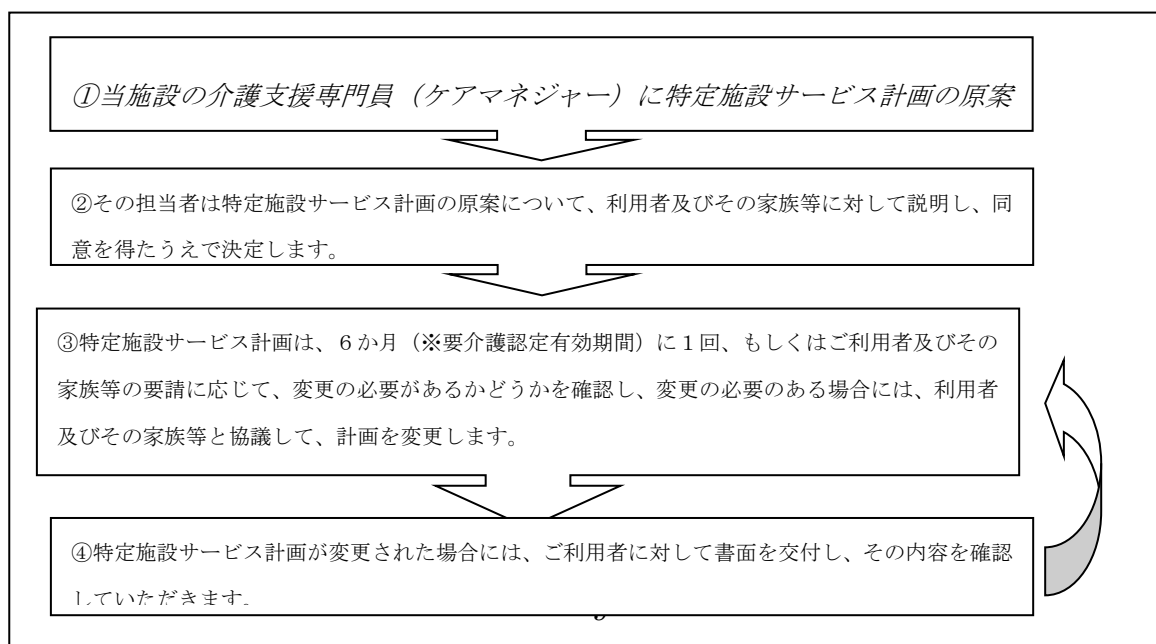 ①当施設の介護支援専門員（ケアマネジャー）に特定施設サービス計画の原案
②その担当者は特定施設サービス計画の原案について、利用者及びその家族等に対して説明し、同
意を得たうえで決定します。
③特定施設サービス計画は、６か月（※要介護認定有効期間）に１回、もしくはご利用者及びその
家族等の要請に応じて、変更の必要があるかどうかを確認し、変更の必要のある場合には、利用者
及びその家族等と協議して、計画を変更します。
④特定施設サービス計画が変更された場合には、ご利用者に対して書面を交付し、その内容を確認
していただきます。